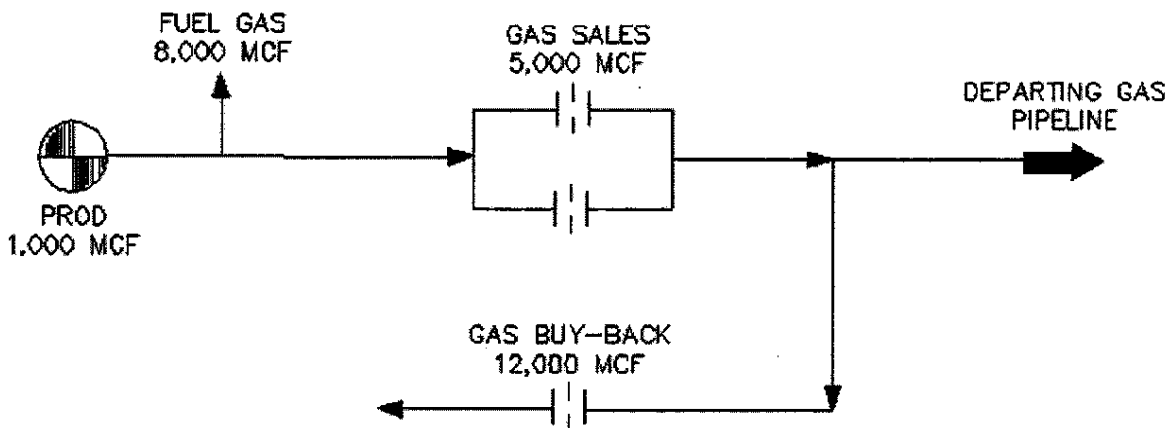 FUEL GAS
8,000 MCF
GAS SALES
5,000 MCF
DEPARTING GAS
PIPELINE
PROD
1,000 MCF
GAS BUY-BACK
12,000 MCF